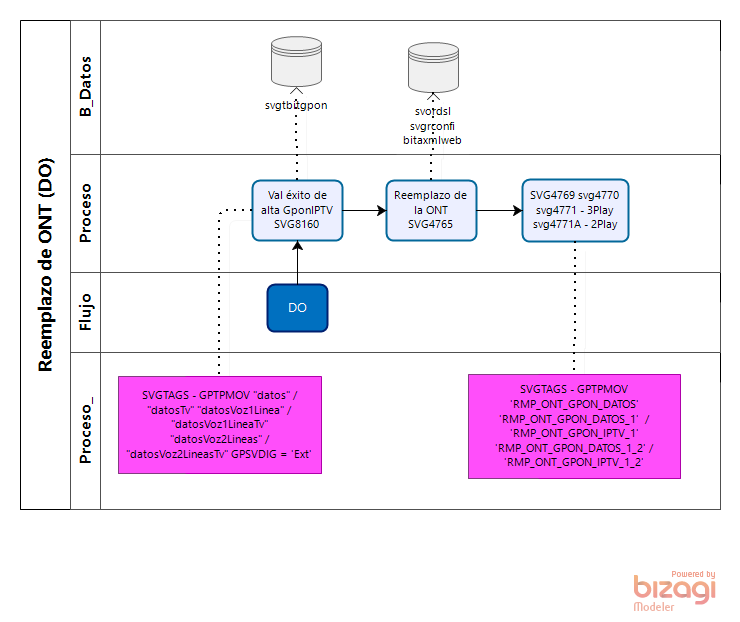 Reemplazo de ONT (DO)
B_Datos
svgtbitgpon
svordsl
svgrconfi
bitaxmlweb
Proceso
Val éxito de
alta GponIPTV
SVG8160
Reemplazo de
la ONT
SVG4765
SVG4769 svg4770
svg4771 - 3Play
svg4771A - 2Play
Flujo
DO
Proceso_
SVGTAGS - GPTPMOV "datos" /
"datosTv" "datosVoz1Linea" /
"datosVoz1LineaTv"
"datosVoz2Lineas" /
"datosVoz2LineasTv" GPSVDIG = 'Ext'
SVGTAGS - GPTPMOV
'RMP_ONT_GPON_DATOS'
'RMP_ONT_GPON_DATOS_1' /
'RMP_ONT_GPON_IPTV_1'
'RMP_ONT_GPON_DATOS_1_2' /
'RMP_ONT_GPON_IPTV_1_2'
Powered by
bizagi
Modeler